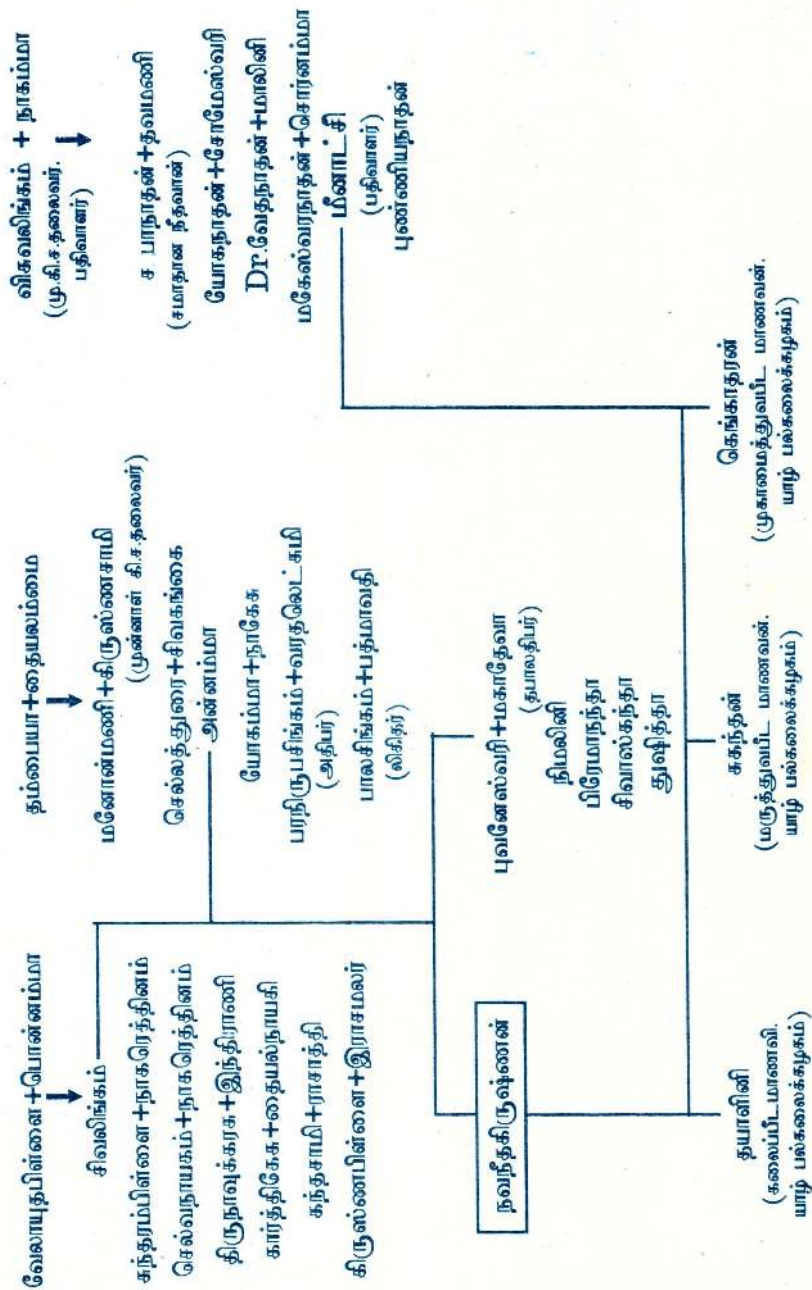 வேலாயுதபிள்ளை+பொன்னம்மா
சிவலிங்கம்
சுந்தரம்பிள்ளை+நாகரெத்தினம்
செல்வநாயகம்+நாகரெத்தினம்
திருநாவுக்கரசு+இந்திராணி
கார்த்திகேசு+தையல்நாயகி
கந்தசாமி+ராசாத்தி
கிருஸ்ணபிள்ளை+இராசமலர்
தம்பையா+தையலம்மை
மனோன்மணி+கிருஸ்ணசாமி
(முன்னாள் கி.ச.தலைவர்)
செல்லத்துரை+சிவகங்கை
அன்னம்மா
யோகம்மா+நாகேசு
பரநிருபசிங்கம்+வரதலெட்சுமி
(அதிபர்)
பாலசிங்கம்+பத்மாவதி
(லிகிதர்)
விசுவலிங்கம் + நாகம்மா
((மு.கி.ச.தலைவர்.
பதிவாளர்)
ச பாநாதன்+தவமணி
(சமாதான நீதவான்)
யோகநாதன்+சோமேஸ்வரி
Dr.வேதநாதன்+மாலினி
மகேஸ்வரநாதன்+சொர்னம்மா
மீனாட்சி
(பதிவாளர்)
புண்ணியநாதன்
நவநீதகிருஷ்ணன்
புவனேஸ்வரி+மகாதேவா
(தபாலதிபர்)
நிமலினி
பிரேமாநந்தா
சிவாஸ்கந்தா
துஷித்தா
தயாளினி
(கலைப்பீட மாணவி.
யாழ் பல்கலைக்கழகம்)
சுகந்தன்
(மருத்துவபீட மாணவன்.
யாழ் பல்கலைக்கழகம்)
கெங்காதரன்
(முகாமைத்துவபீட மாணவன்.
யாழ் பல்கலைக்கழகம்)